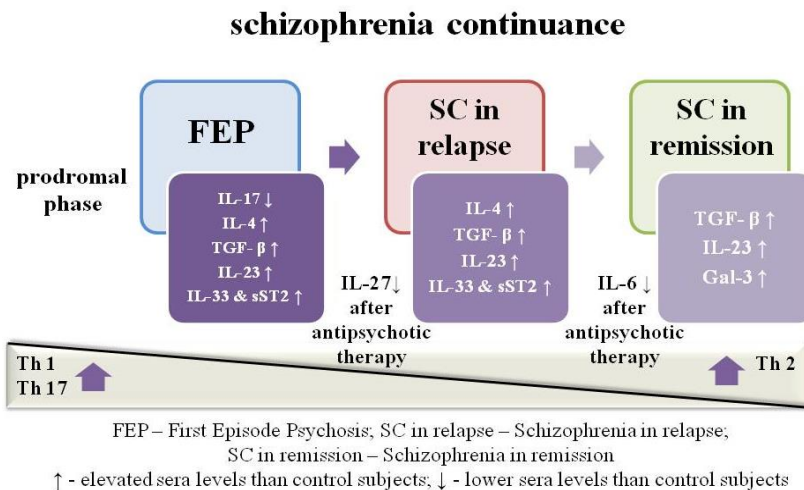 schizophrenia continuance
prodromal
phase
FEP
IL-17 ↓
IL-4 ↑
TGF- β ↑
IL-23 ↑
IL-33 & sST2 ↑
IL-27↓
after
antipsychotic
therapy
SC in
relapse
IL-4 ↑
TGF- β ↑
IL-23 ↑
IL-33 & sST2 ↑
IL-6 ↓
after
antipsychotic
therapy
SC in
remission
TGF- β ↑
IL-23 ↑
Gal-3 ↑
Th 1
Th 17
Th 2
FEP – First Episode Psychosis; SC in relapse – Schizophrenia in relapse;
SC in remission – Schizophrenia in remission
↑ - elevated sera levels than control subjects; ↓ - lower sera levels than control subjects